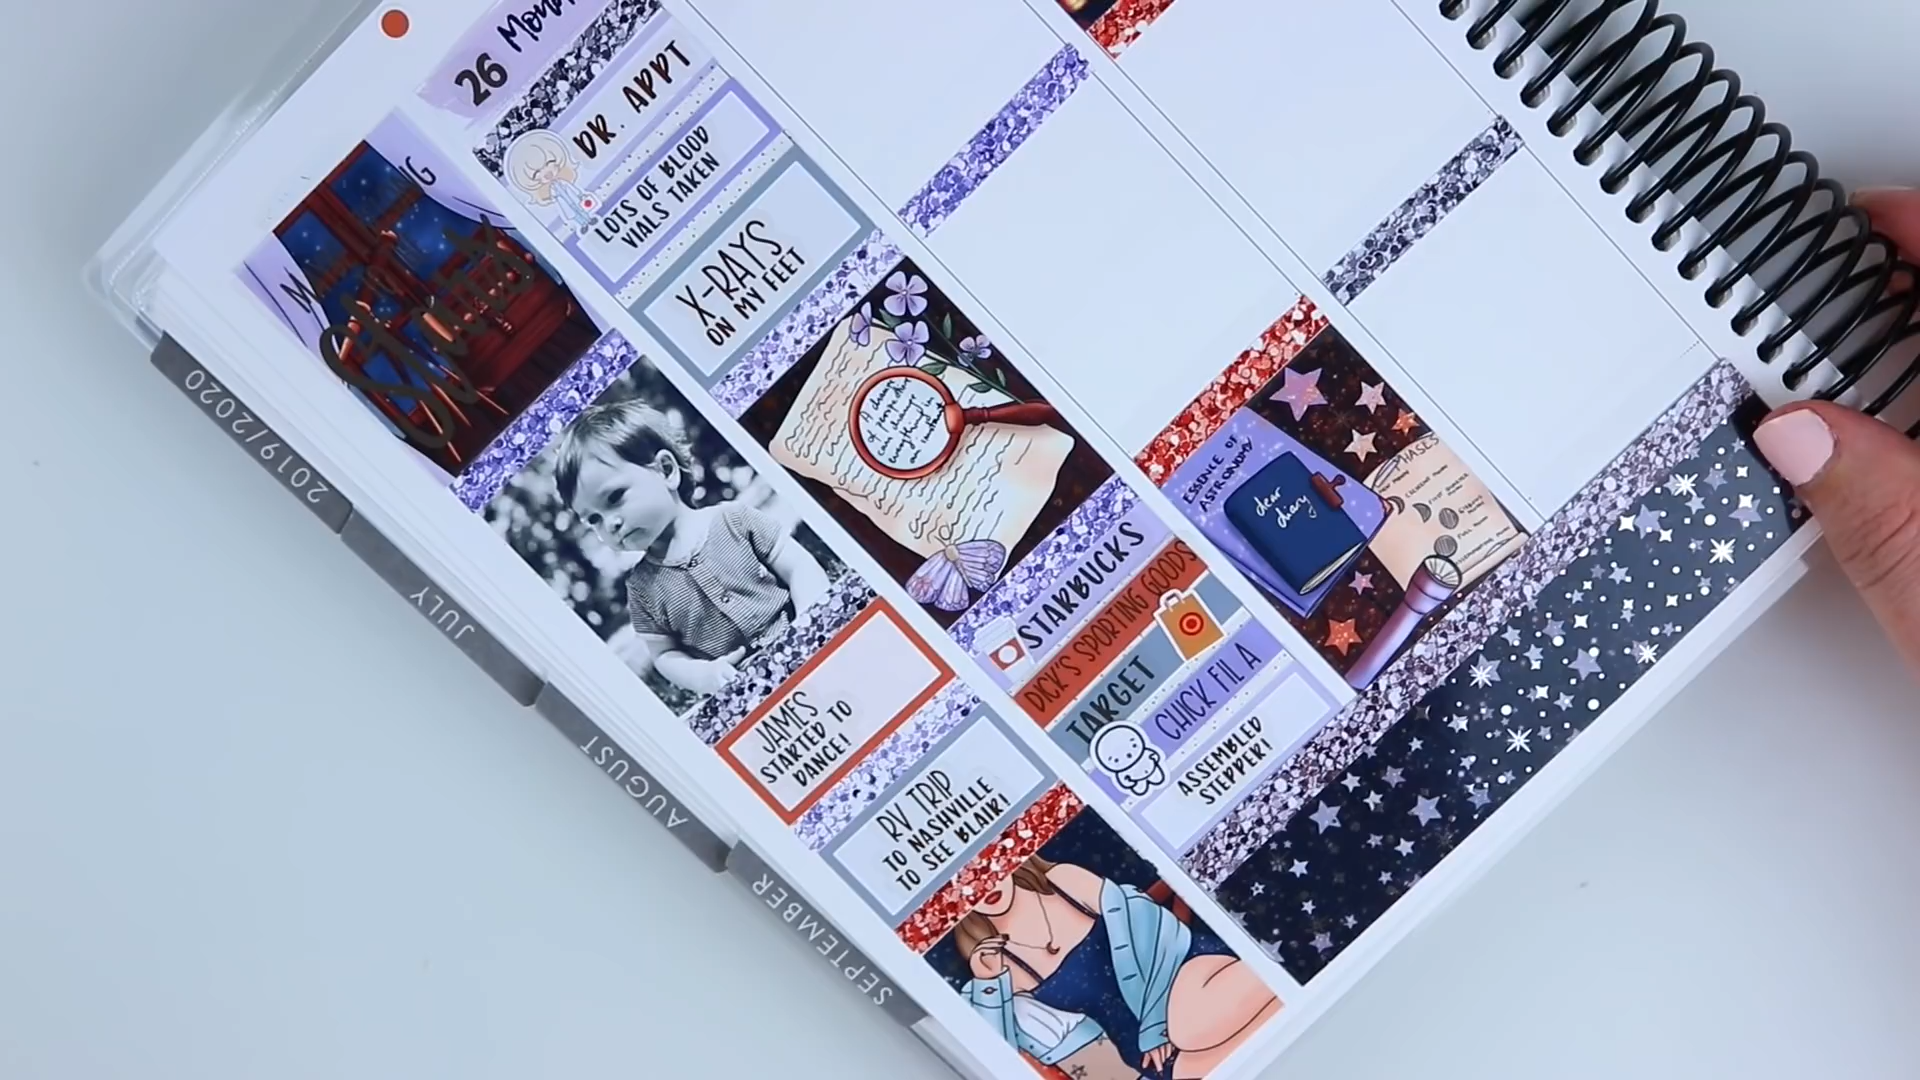 26 Mon
Stars
DR. APPT
LOTS OF BLOOD
VIALS TAKEN
X-RAYS
ON MY FEET
JAMES
STARTED TO
DANCE!
RV TRIP
TO NASHVILLE
TO SEE BLAIR!
STARBUCKS
DICK'S SPORTING GOODS
TARGET
CHICK FIL A
ASSEMBLED
STEPPER!
ESSENCE OF
ASTRONOMY
dear
diary
PHASES
2019/2020
JULY
AUGUST
SEPTEMBER